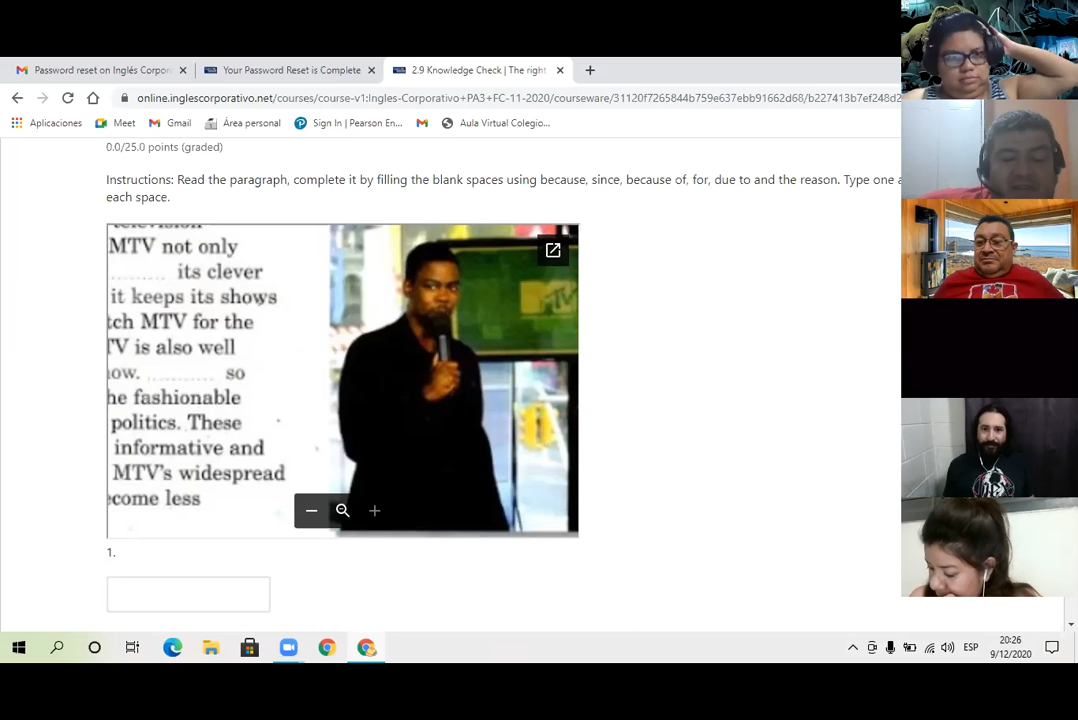 Password reset on Inglés Corpor
Your Password Reset is Complete
2.9 Knowledge Check | The right
online.inglescorporativo.net/courses/course-v1:Ingles-Corporativo+PA3+FC-11-2020/courseware/31120f7265844b759e637ebb91662d68/b227413b7ef248d2
Aplicaciones
Meet
Gmail
Área personal
Sign In | Pearson En...
Aula Virtual Colegio...
0.0/25.0 points (graded)
Instructions: Read the paragraph, complete it by filling the blank spaces using because, since, because of, for, due to and the reason. Type one a
each space.
television
MTV not only
.......... its clever
it keeps its shows
tch MTV for the
TV is also well
ow. ............ so
he fashionable
politics. These
informative and
MTV's widespread
ecome less
MTV
1.
ESP
20:26
9/12/2020